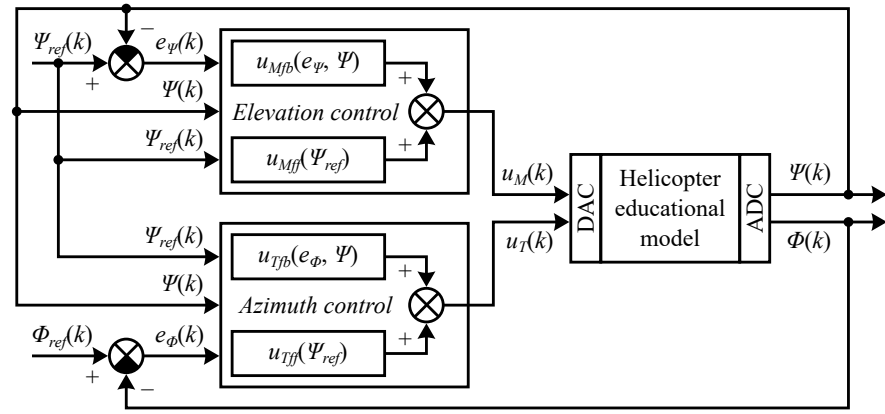 −
Ψref(k)
+
eΨ(k)
Ψ(k)
Ψref(k)
uMfb(eΨ, Ψ)
+
Elevation control
+
uMff(Ψref)
uM(k)
uT(k)
DAC
Helicopter
educational
model
ADC
Ψ(k)
Φ(k)
Ψref(k)
Ψ(k)
Φref(k)
+
eΦ(k)
−
uTfb(eΦ, Ψ)
+
Azimuth control
+
uTff(Ψref)